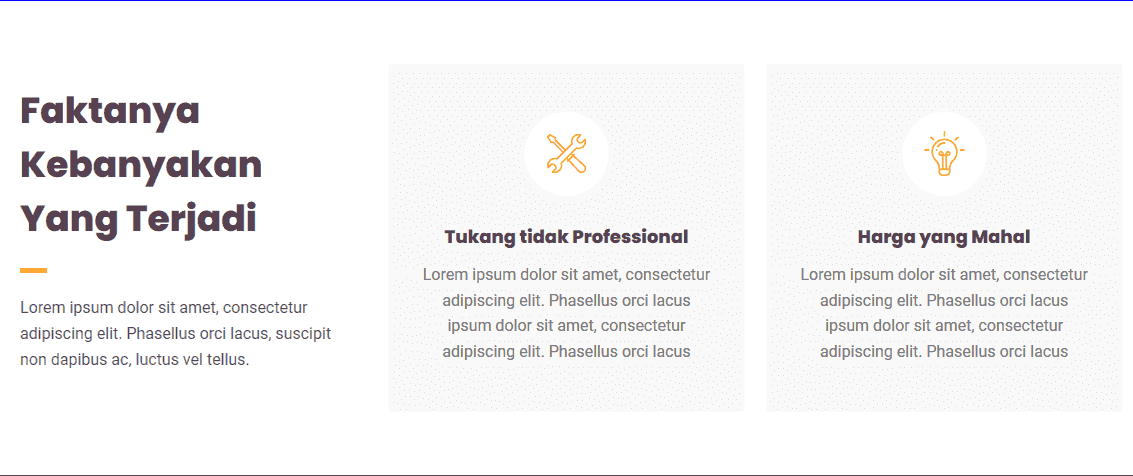 Faktanya
Kebanyakan
Yang Terjadi
Lorem ipsum dolor sit amet, consectetur
adipiscing elit. Phasellus orci lacus, suscipit
non dapibus ac, luctus vel tellus.
Tukang tidak Professional
Lorem ipsum dolor sit amet, consectetur
adipiscing elit. Phasellus orci lacus
ipsum dolor sit amet, consectetur
adipiscing elit. Phasellus orci lacus
Harga yang Mahal
Lorem ipsum dolor sit amet, consectetur
adipiscing elit. Phasellus orci lacus
ipsum dolor sit amet, consectetur
adipiscing elit. Phasellus orci lacus